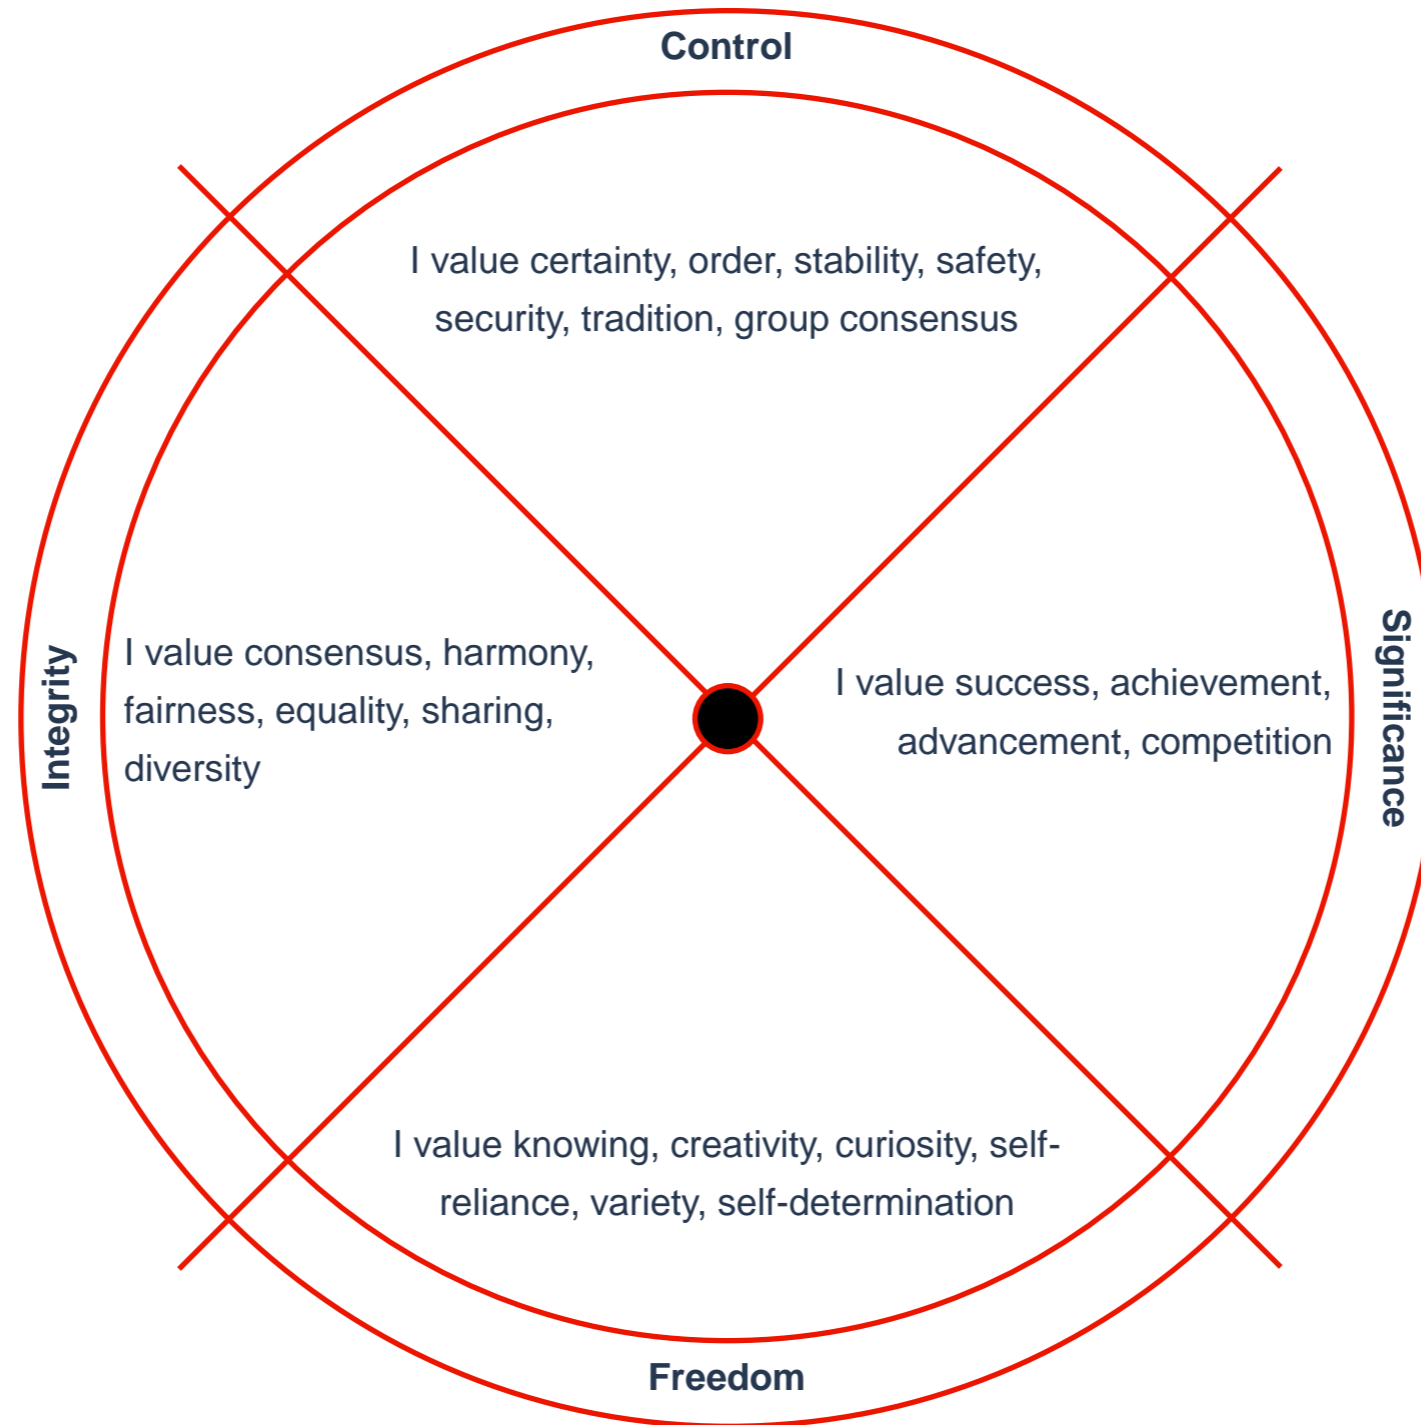 Control
I value certainty, order, stability, safety,
security, tradition, group consensus
Integrity
I value consensus, harmony,
fairness, equality, sharing,
diversity
I value success, achievement,
advancement, competition
Significance
I value knowing, creativity, curiosity, self-
reliance, variety, self-determination
Freedom